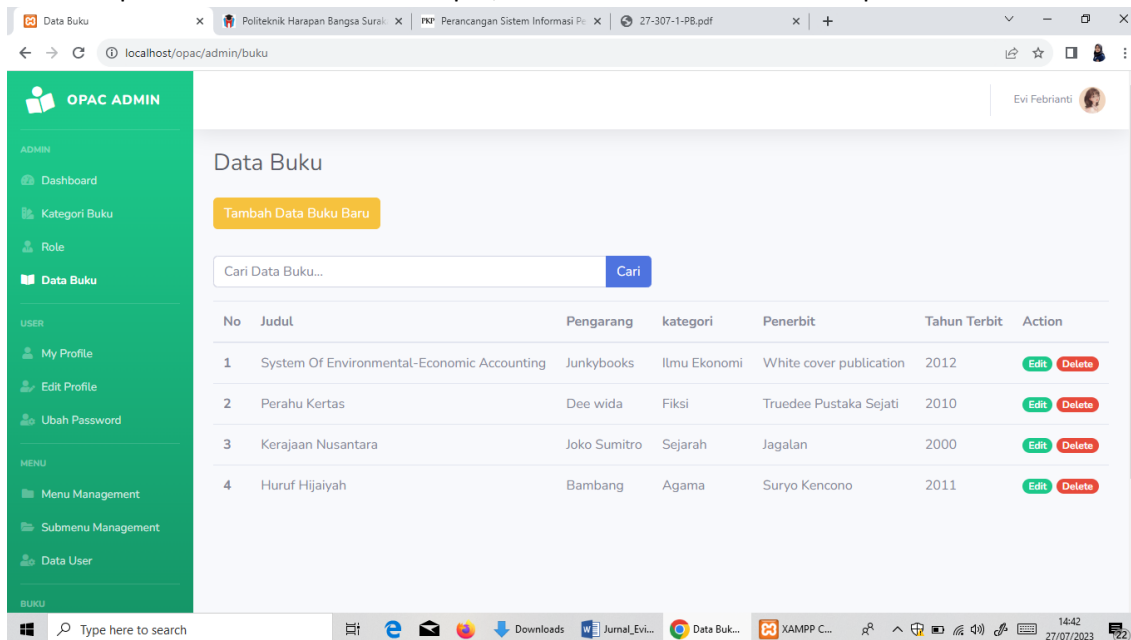 Data Buku
Politeknik Harapan Bangsa Surak
PKP Perancangan Sistem Informasi Pe
27-307-1-PB.pdf
localhost/opac/admin/buku
OPAC ADMIN
Evi Febrianti
ADMIN
Dashboard
Kategori Buku
Role
Data Buku
USER
My Profile
Edit Profile
Ubah Password
MENU
Menu Management
Submenu Management
Data User
BUKU
Data Buku
Tambah Data Buku Baru
Cari Data Buku... Cari
No Judul Pengarang kategori Penerbit Tahun Terbit Action
1 System Of Environmental-Economic Accounting Junkybooks Ilmu Ekonomi White cover publication 2012 Edit Delete
2 Perahu Kertas Dee wida Fiksi Truedee Pustaka Sejati 2010 Edit Delete
3 Kerajaan Nusantara Joko Sumitro Sejarah Jagalan 2000 Edit Delete
4 Huruf Hijaiyah Bambang Agama Suryo Kencono 2011 Edit Delete
Type here to search
Downloads
Jurnal_Evi...
Data Buk...
XAMPP C...
14:42
27/07/2023
22